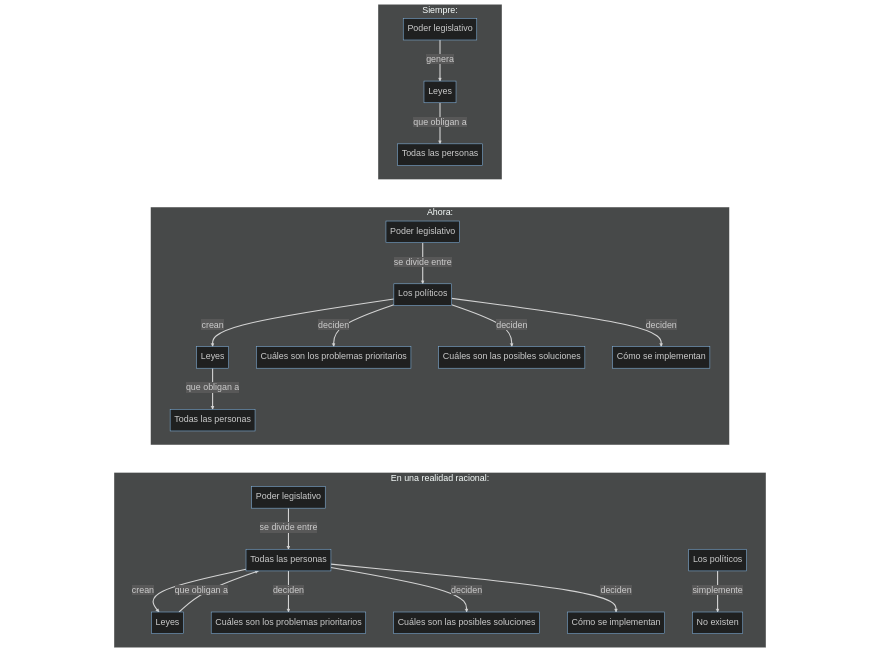 Siempre:
Poder legislativo
genera
Leyes
que obligan a
Todas las personas
Ahora:
Poder legislativo
se divide entre
Los políticos
crean
deciden
deciden
deciden
Leyes
Cuáles son los problemas prioritarios
Cuáles son las posibles soluciones
Cómo se implementan
que obligan a
Todas las personas
En una realidad racional:
Poder legislativo
se divide entre
Todas las personas
Los políticos
crean
que obligan a
deciden
deciden
deciden
simplemente
Leyes
Cuáles son los problemas prioritarios
Cuáles son las posibles soluciones
Cómo se implementan
No existen